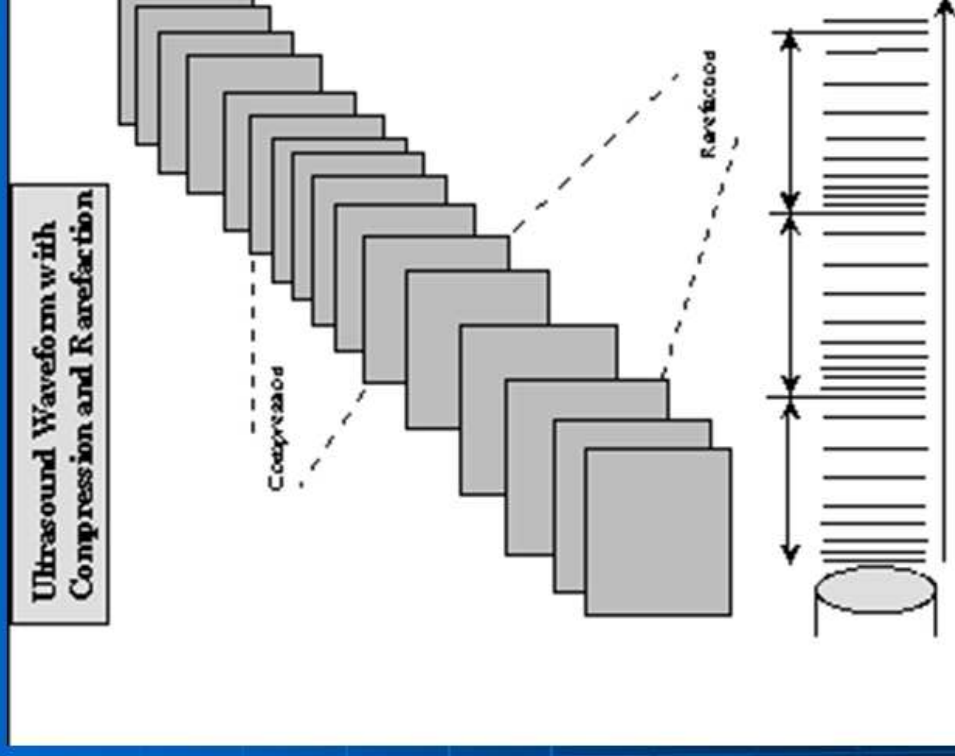 Ultrasound Waveform with
Compression and Rarefaction
Compression
Rarefaction